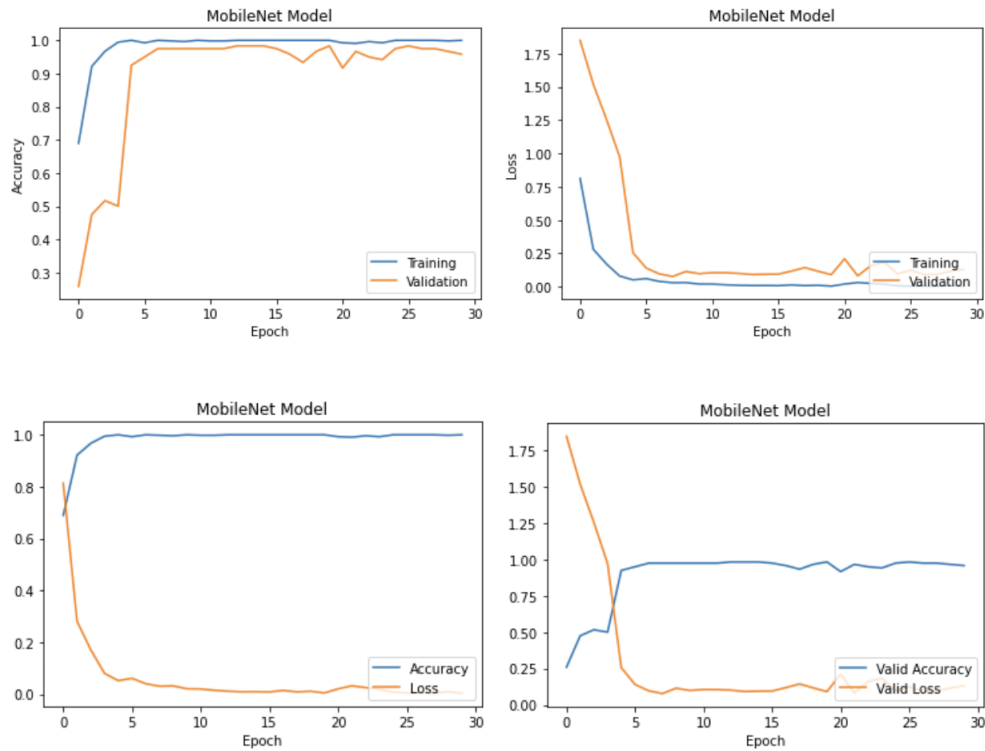 MobileNet Model
1.0
0.9
0.8
0.7
0.6
0.5
0.4
0.3
Accuracy
Training
Validation
0 5 10 15 20 25 30
Epoch
MobileNet Model
1.75
1.50
1.25
1.00
0.75
0.50
0.25
0.00
Loss
Training
Validation
0 5 10 15 20 25 30
Epoch
MobileNet Model
1.0
0.8
0.6
0.4
0.2
0.0
Accuracy
Loss
0 5 10 15 20 25 30
Epoch
MobileNet Model
1.75
1.50
1.25
1.00
0.75
0.50
0.25
0.00
Valid Accuracy
Valid Loss
0 5 10 15 20 25 30
Epoch